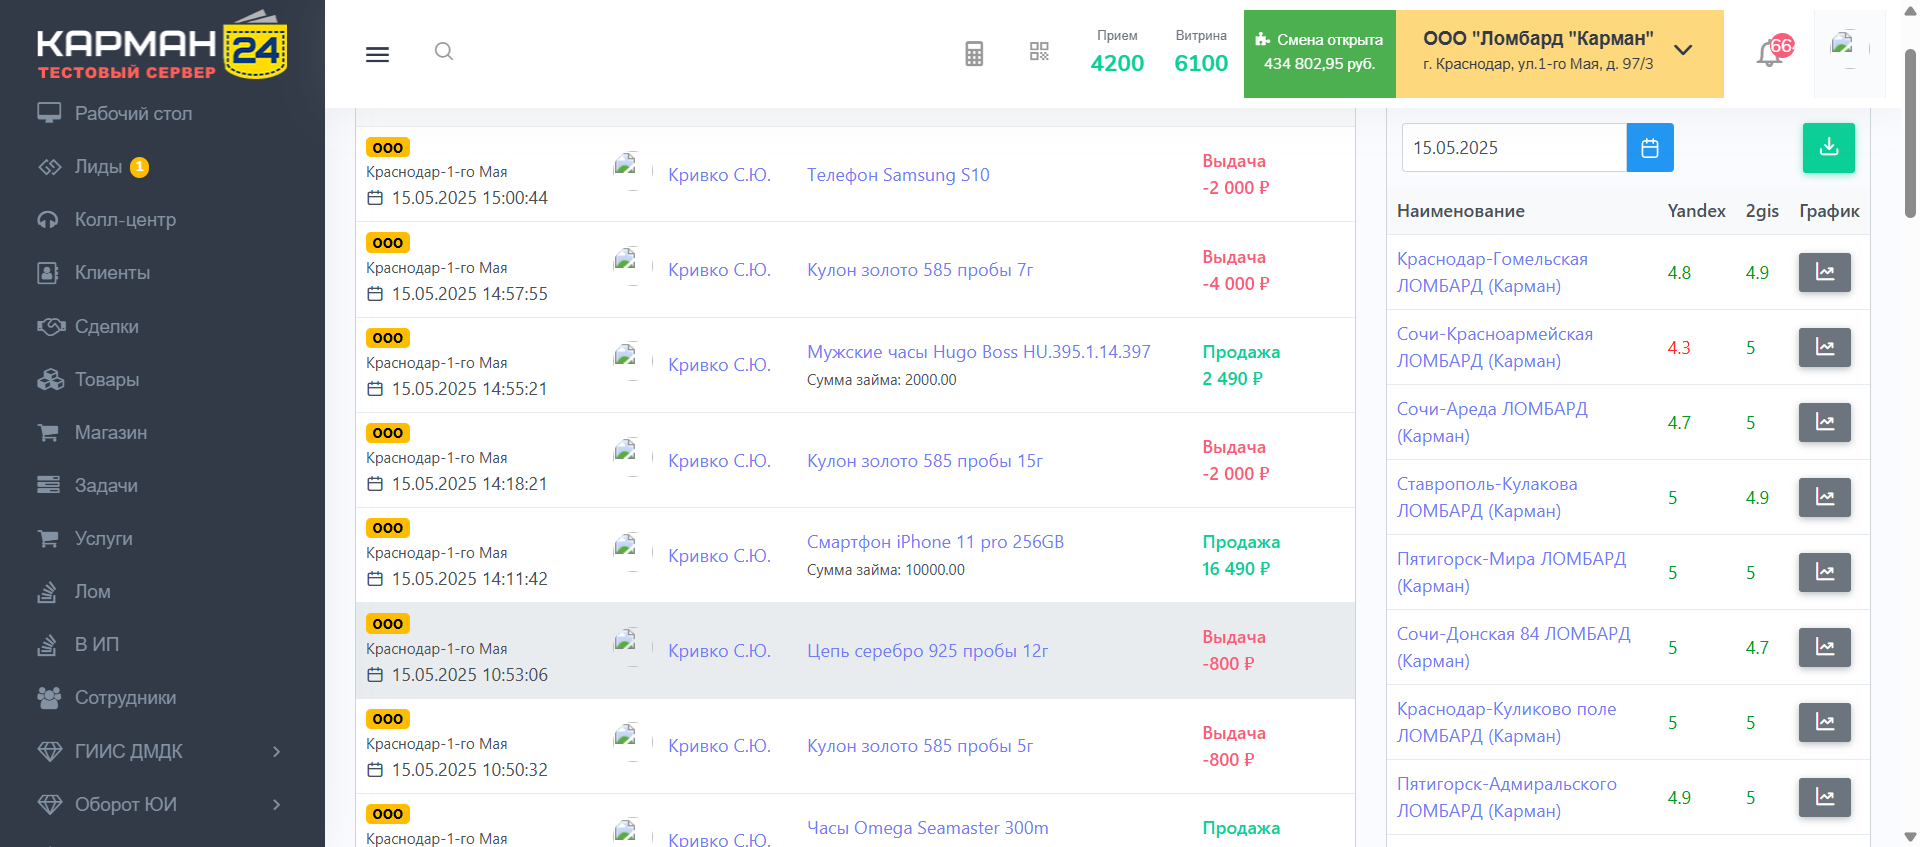 КАРМАН 24
ТЕСТОВЫЙ СЕРВЕР
Рабочий стол
Лиды 1
Колл-центр
Клиенты
Сделки
Товары
Магазин
Задачи
Услуги
Лом
В ИП
Сотрудники
ГИИС ДМДК
Оборот ЮИ
Прием
4200
Витрина
6100
Смена открыта
434 802,95 руб.
ООО "Ломбард "Карман"
г. Краснодар, ул.1-го Мая, д. 97/3
ООО
Краснодар-1-го Мая
15.05.2025 15:00:44
Кривко С.Ю.
Телефон Samsung S10
Выдача
-2 000 ₽
ООО
Краснодар-1-го Мая
15.05.2025 14:57:55
Кривко С.Ю.
Кулон золото 585 пробы 7г
Выдача
-4 000 ₽
ООО
Краснодар-1-го Мая
15.05.2025 14:55:21
Кривко С.Ю.
Мужские часы Hugo Boss HU.395.1.14.397
Сумма займа: 2000.00
Продажа
2 490 ₽
ООО
Краснодар-1-го Мая
15.05.2025 14:18:21
Кривко С.Ю.
Кулон золото 585 пробы 15г
Выдача
-2 000 ₽
ООО
Краснодар-1-го Мая
15.05.2025 14:11:42
Кривко С.Ю.
Смартфон iPhone 11 pro 256GB
Сумма займа: 10000.00
Продажа
16 490 ₽
ООО
Краснодар-1-го Мая
15.05.2025 10:53:06
Кривко С.Ю.
Цепь серебро 925 пробы 12г
Выдача
-800 ₽
ООО
Краснодар-1-го Мая
15.05.2025 10:50:32
Кривко С.Ю.
Кулон золото 585 пробы 5г
Выдача
-800 ₽
ООО
Краснодар-1-го Мая
Кривко С.Ю.
Часы Omega Seamaster 300m
Продажа
15.05.2025
Наименование Yandex 2gis График
Краснодар-Гомельская
ЛОМБАРД (Карман)
4.8 4.9
Сочи-Красноармейская
ЛОМБАРД (Карман)
4.3 5
Сочи-Ареда ЛОМБАРД
(Карман)
4.7 5
Ставрополь-Кулакова
ЛОМБАРД (Карман)
5 4.9
Пятигорск-Мира ЛОМБАРД
(Карман)
5 5
Сочи-Донская 84 ЛОМБАРД
(Карман)
5 4.7
Краснодар-Куликово поле
ЛОМБАРД (Карман)
5 5
Пятигорск-Адмиральского
ЛОМБАРД (Карман)
4.9 5